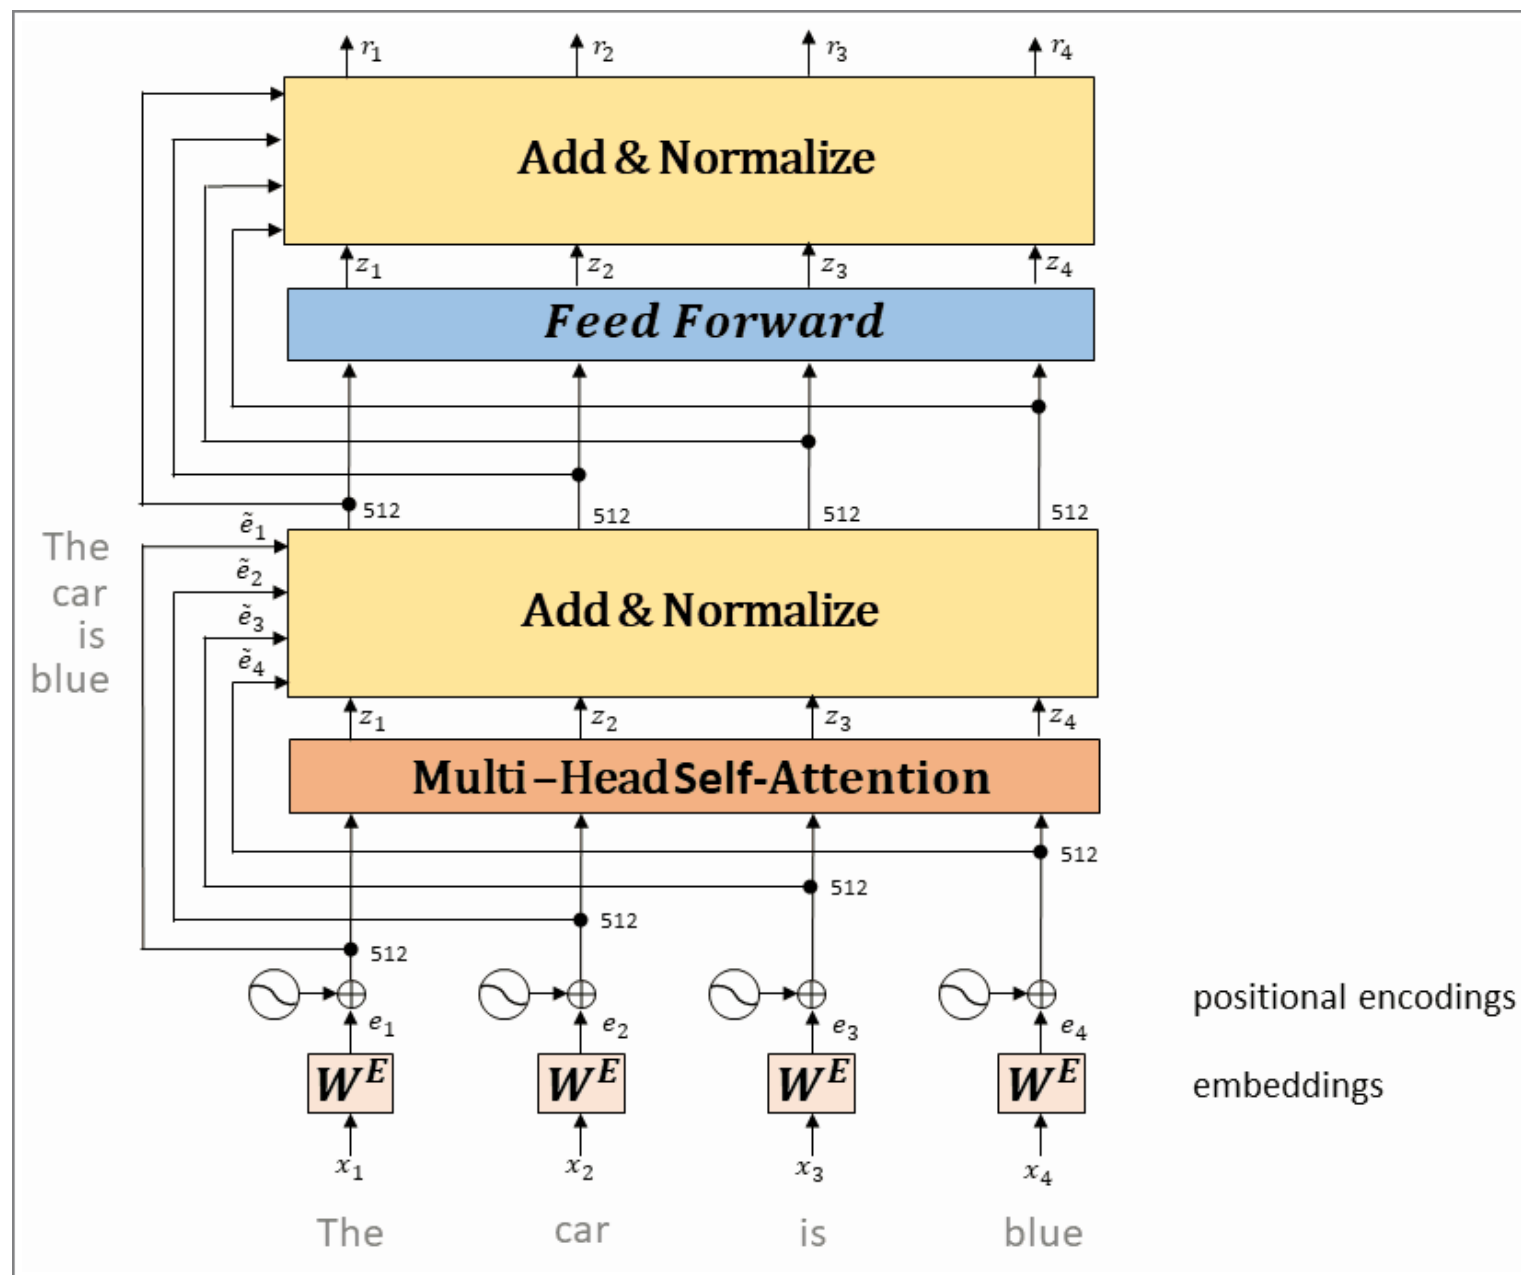 r₁ r₂ r₃ r₄
Add & Normalize
z₁ z₂ z₃ z₄
Feed Forward
512 512 512 512
The ẽ₁
car ẽ₂
is ẽ₃
blue ẽ₄
Add & Normalize
z₁ z₂ z₃ z₄
Multi–Head Self-Attention
512
512
512
512
positional encodings
e₁ e₂ e₃ e₄
Wᴱ Wᴱ Wᴱ Wᴱ embeddings
x₁ x₂ x₃ x₄
The car is blue